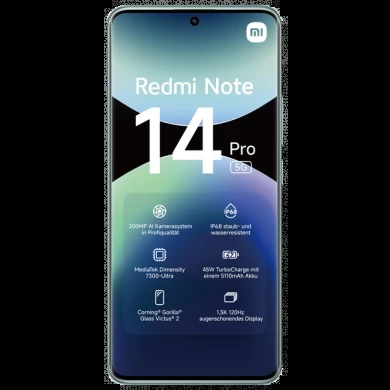 mi
Redmi Note
14 Pro
5G
200MP AI Kamerasystem
in Profiqualität
IP68
IP68 staub- und
wasserresistent
MediaTek Dimensity
7300-Ultra
45W TurboCharge mit
einem 5110mAh Akku
Corning® Gorilla®
Glass Victus® 2
1,5K 120Hz
augenschonendes Display